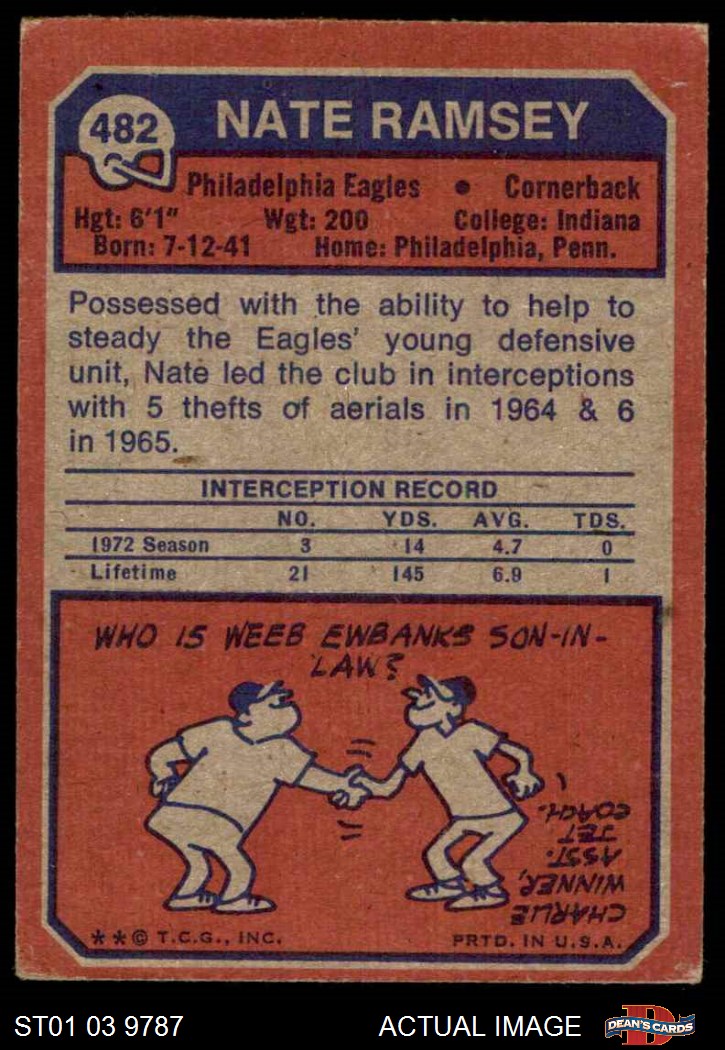 482
NATE RAMSEY
Philadelphia Eagles • Cornerback
Hgt: 6'1" Wgt: 200 College: Indiana
Born: 7-12-41 Home: Philadelphia, Penn.
Possessed with the ability to help to
steady the Eagles' young defensive
unit, Nate led the club in interceptions
with 5 thefts of aerials in 1964 & 6
in 1965.
INTERCEPTION RECORD
NO. YDS. AVG. TDS.
1972 Season 3 14 4.7 0
Lifetime 21 145 6.9 1
WHO IS WEEB EWBANKS SON-IN-
LAW?
CHARLIE
WINNER,
ASST.
JET
COACH.
**© T.C.G., INC. PRTD. IN U.S.A.
ST01 03 9787 ACTUAL IMAGE
D
DEAN'S CARDS